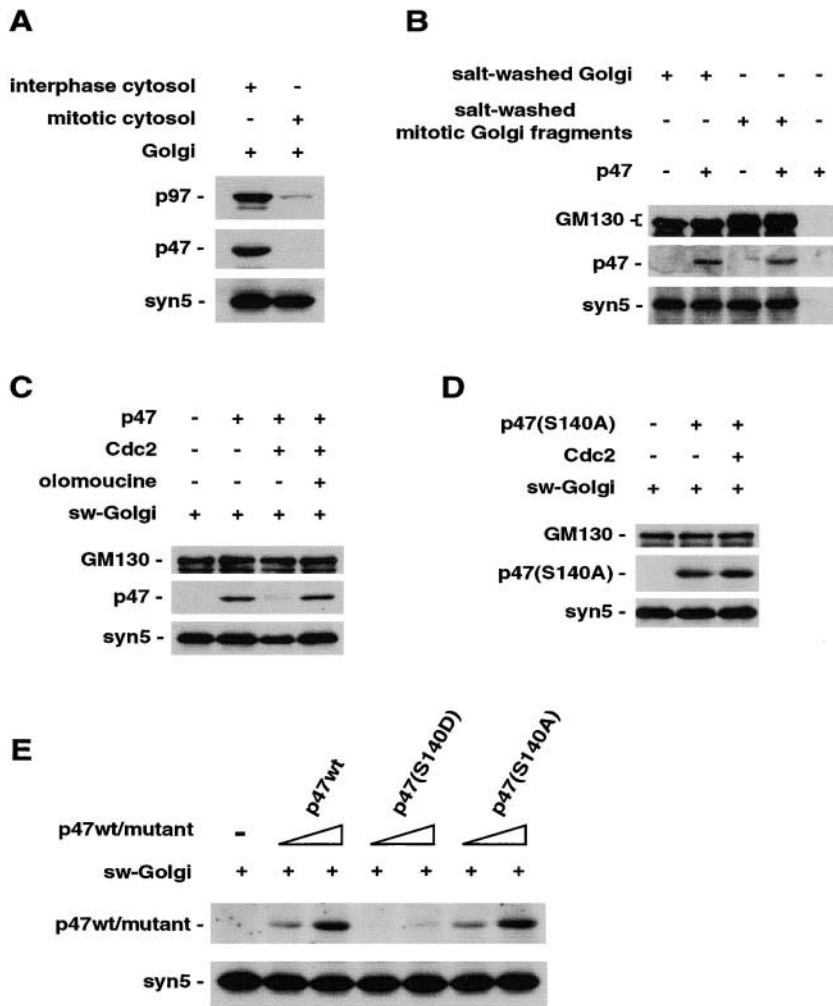 A
interphase cytosol + -
mitotic cytosol - +
Golgi + +
p97 -
p47 -
syn5 -
B
salt-washed Golgi + + - - -
salt-washed
mitotic Golgi fragments - - + + -
p47 - + - + +
GM130 -[
p47 -
syn5 -
C
p47 - + + +
Cdc2 - - + +
olomoucine - - - +
sw-Golgi + + + +
GM130 -
p47 -
syn5 -
D
p47(S140A) - + +
Cdc2 - - +
sw-Golgi + + +
GM130 -
p47(S140A) -
syn5 -
E
p47wt p47(S140D) p47(S140A)
p47wt/mutant -
sw-Golgi + + + + + + +
p47wt/mutant -
syn5 -